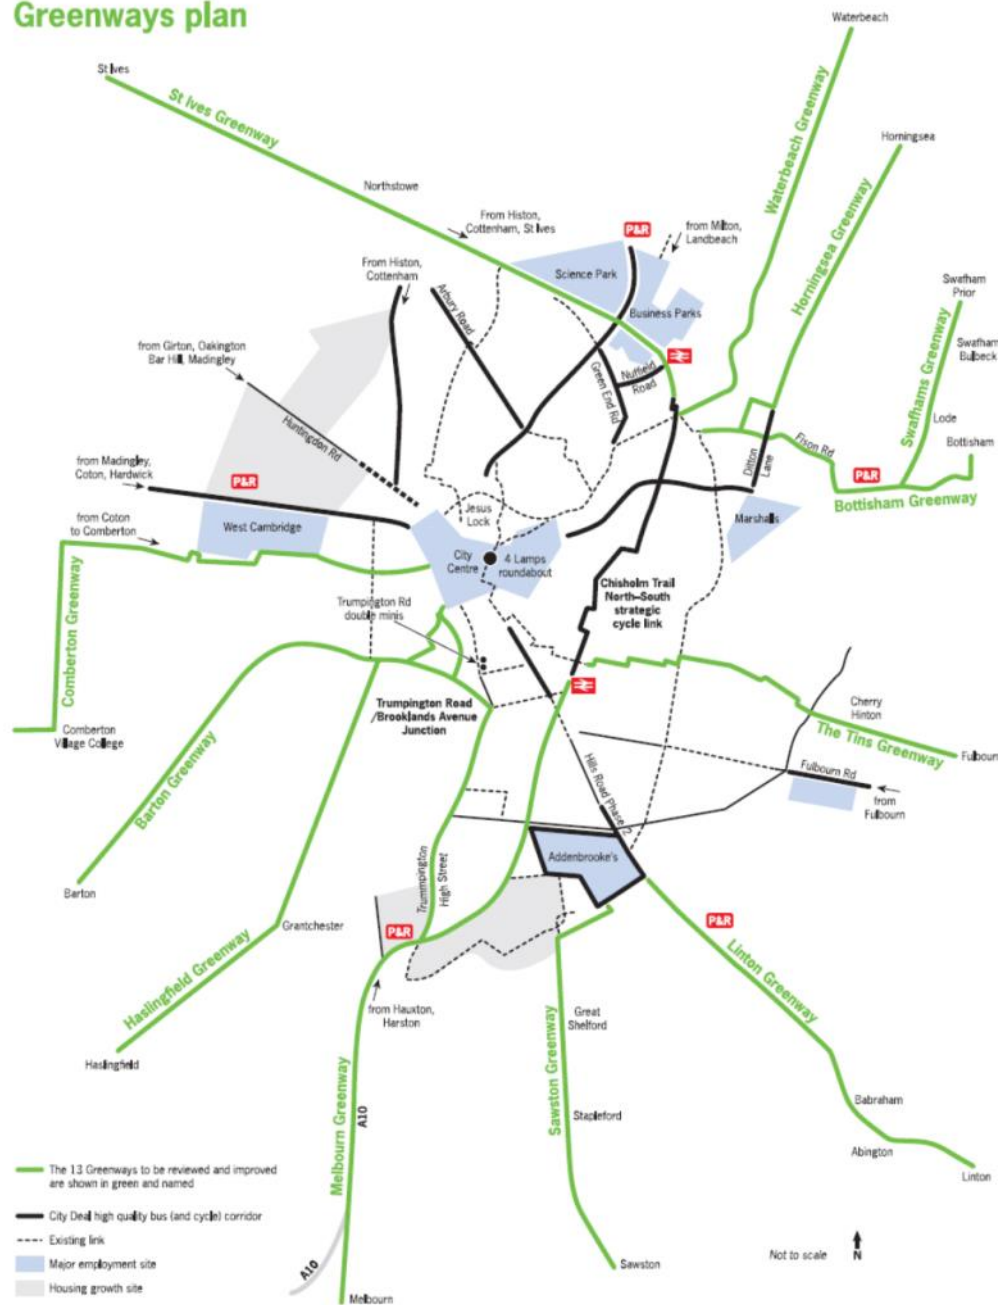 Greenways plan
Waterbeach
St Ives
St Ives Greenway
Waterbeach Greenway
Horningsea
Northstowe
From Histon,
Cottenham, St Ives
P&R
from Milton,
Landbeach
Horningsea Greenway
From Histon,
Cottenham
Science Park
Arbury Road
Business Parks
Swafham
Prior
Swafham
Bulbeck
Swafhams Greenway
from Girton, Oakington
Bar Hill, Madingley
Nuffield
Road
Green End Rd
Huntingdon Rd
Lode
Bottisham
Fison Rd
Ditton
Lane
from Madingley,
Coton, Hardwick
P&R
P&R
Bottisham Greenway
from Coton
to Comberton
West Cambridge
Jesus
Lock
Marshalls
City
Centre
4 Lamps
roundabout
Chisholm Trail
North–South
strategic
cycle link
Trumpington Rd
double minis
Comberton Greenway
Trumpington Road
/Brooklands Avenue
Junction
Comberton
Village College
Cherry
Hinton
The Tins Greenway
Fulbourn
Barton Greenway
Hills Road Phase 2
Fulbourn Rd
from
Fulbourn
Addenbrooke's
Barton
Trummpington
High Street
P&R
P&R
Grantchester
Linton Greenway
Haslingfield Greenway
from Hauxton,
Harston
Great
Shelford
Haslingfield
Sawston Greenway
Melbourn Greenway
A10
Stapleford
Babraham
Abington
Linton
The 13 Greenways to be reviewed and improved
are shown in green and named
City Deal high quality bus (and cycle) corridor
Existing link
Major employment site
Housing growth site
A10
Melbourn
Sawston
Not to scale
N